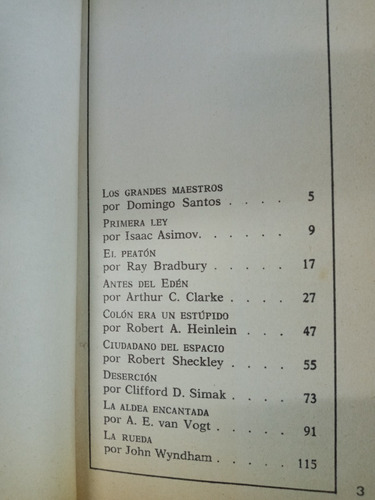 LOS GRANDES MAESTROS
por Domingo Santos . . . . 5
PRIMERA LEY
por Isaac Asimov. . . . . . 9
EL PEATÓN
por Ray Bradbury . . . . . 17
ANTES DEL EDÉN
por Arthur C. Clarke . . . . 27
COLÓN ERA UN ESTÚPIDO
por Robert A. Heinlein . . . 47
CIUDADANO DEL ESPACIO
por Robert Sheckley . . . . 55
DESERCIÓN
por Clifford D. Simak . . . . 73
LA ALDEA ENCANTADA
por A. E. van Vogt . . . . 91
LA RUEDA
por John Wyndham . . . . . 115
3